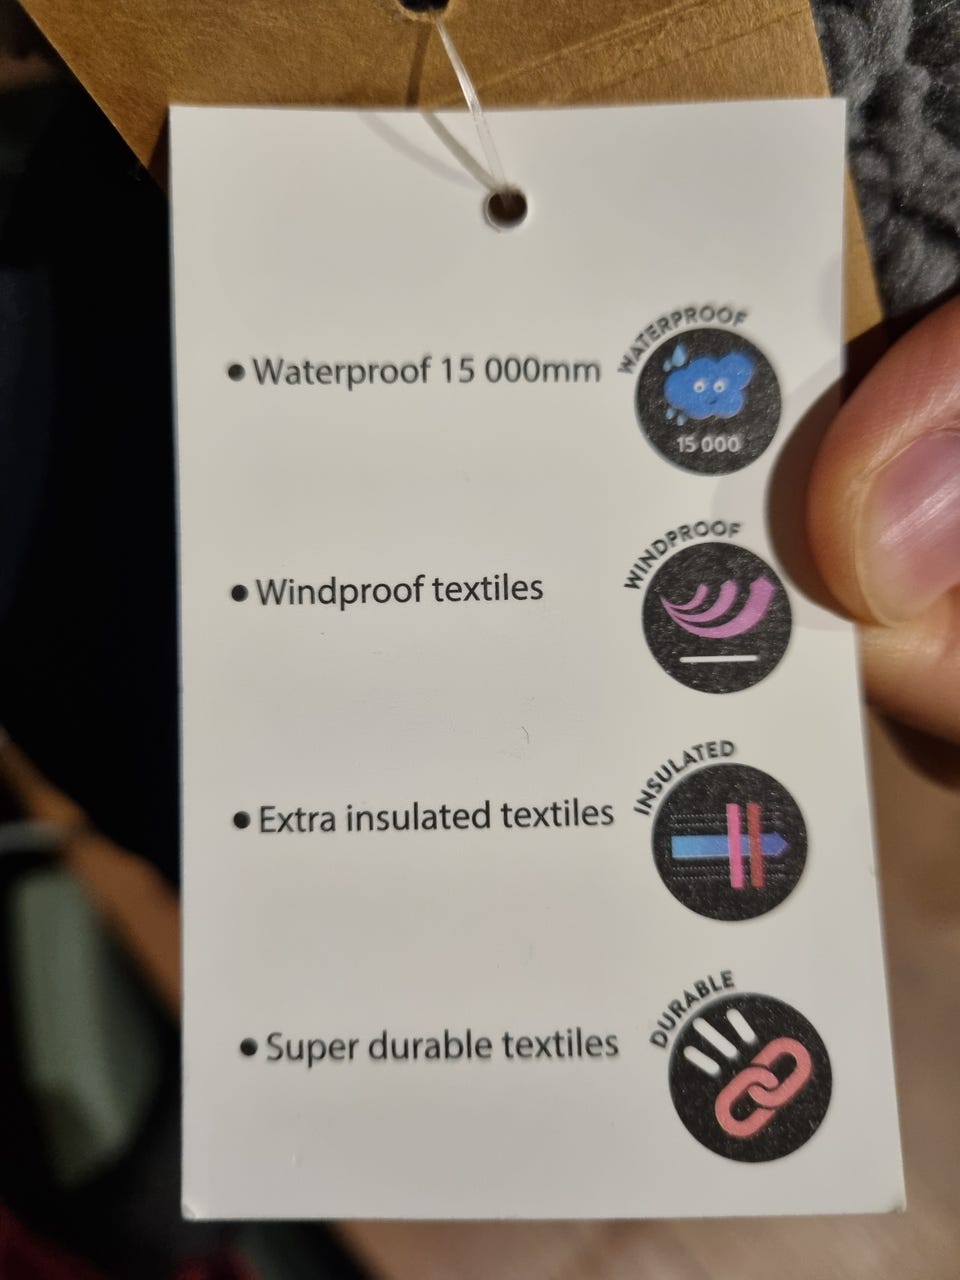 WATERPROOF
• Waterproof 15 000mm
15 000
WINDPROOF
• Windproof textiles
INSULATED
• Extra insulated textiles
DURABLE
• Super durable textiles